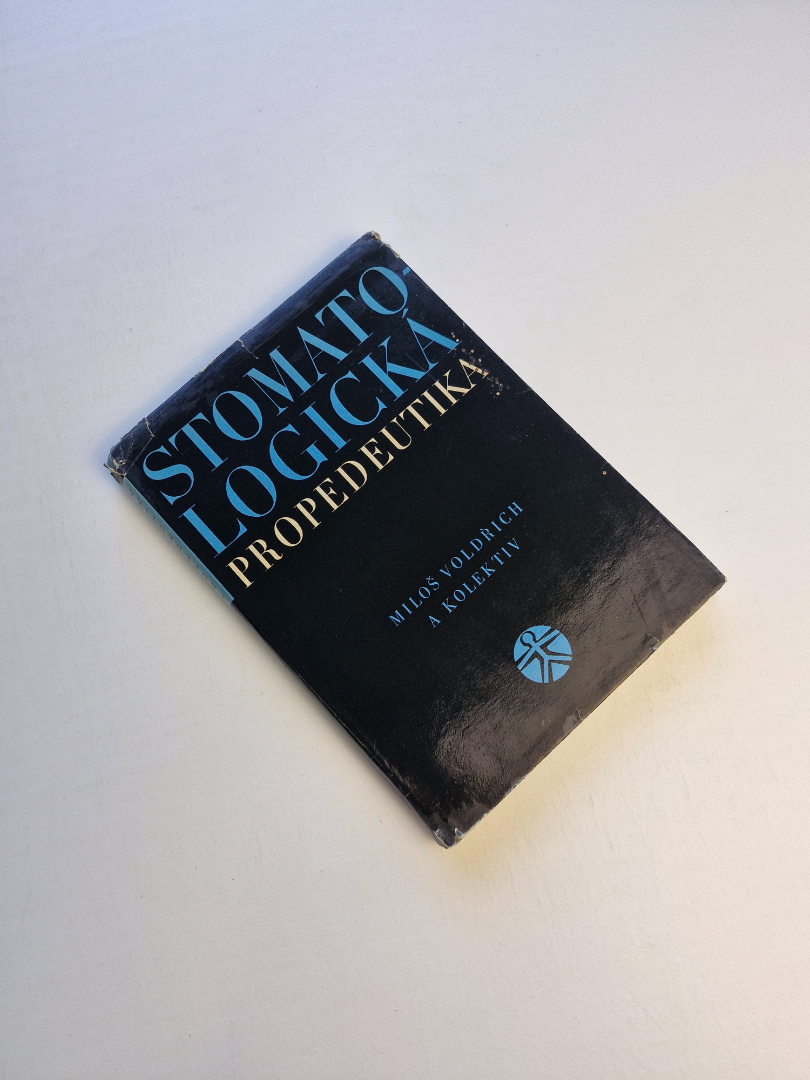 STOMATO-
LOGICKÁ
PROPEDEUTIKA
MILOŠ VOLDŘICH
A KOLEKTIV